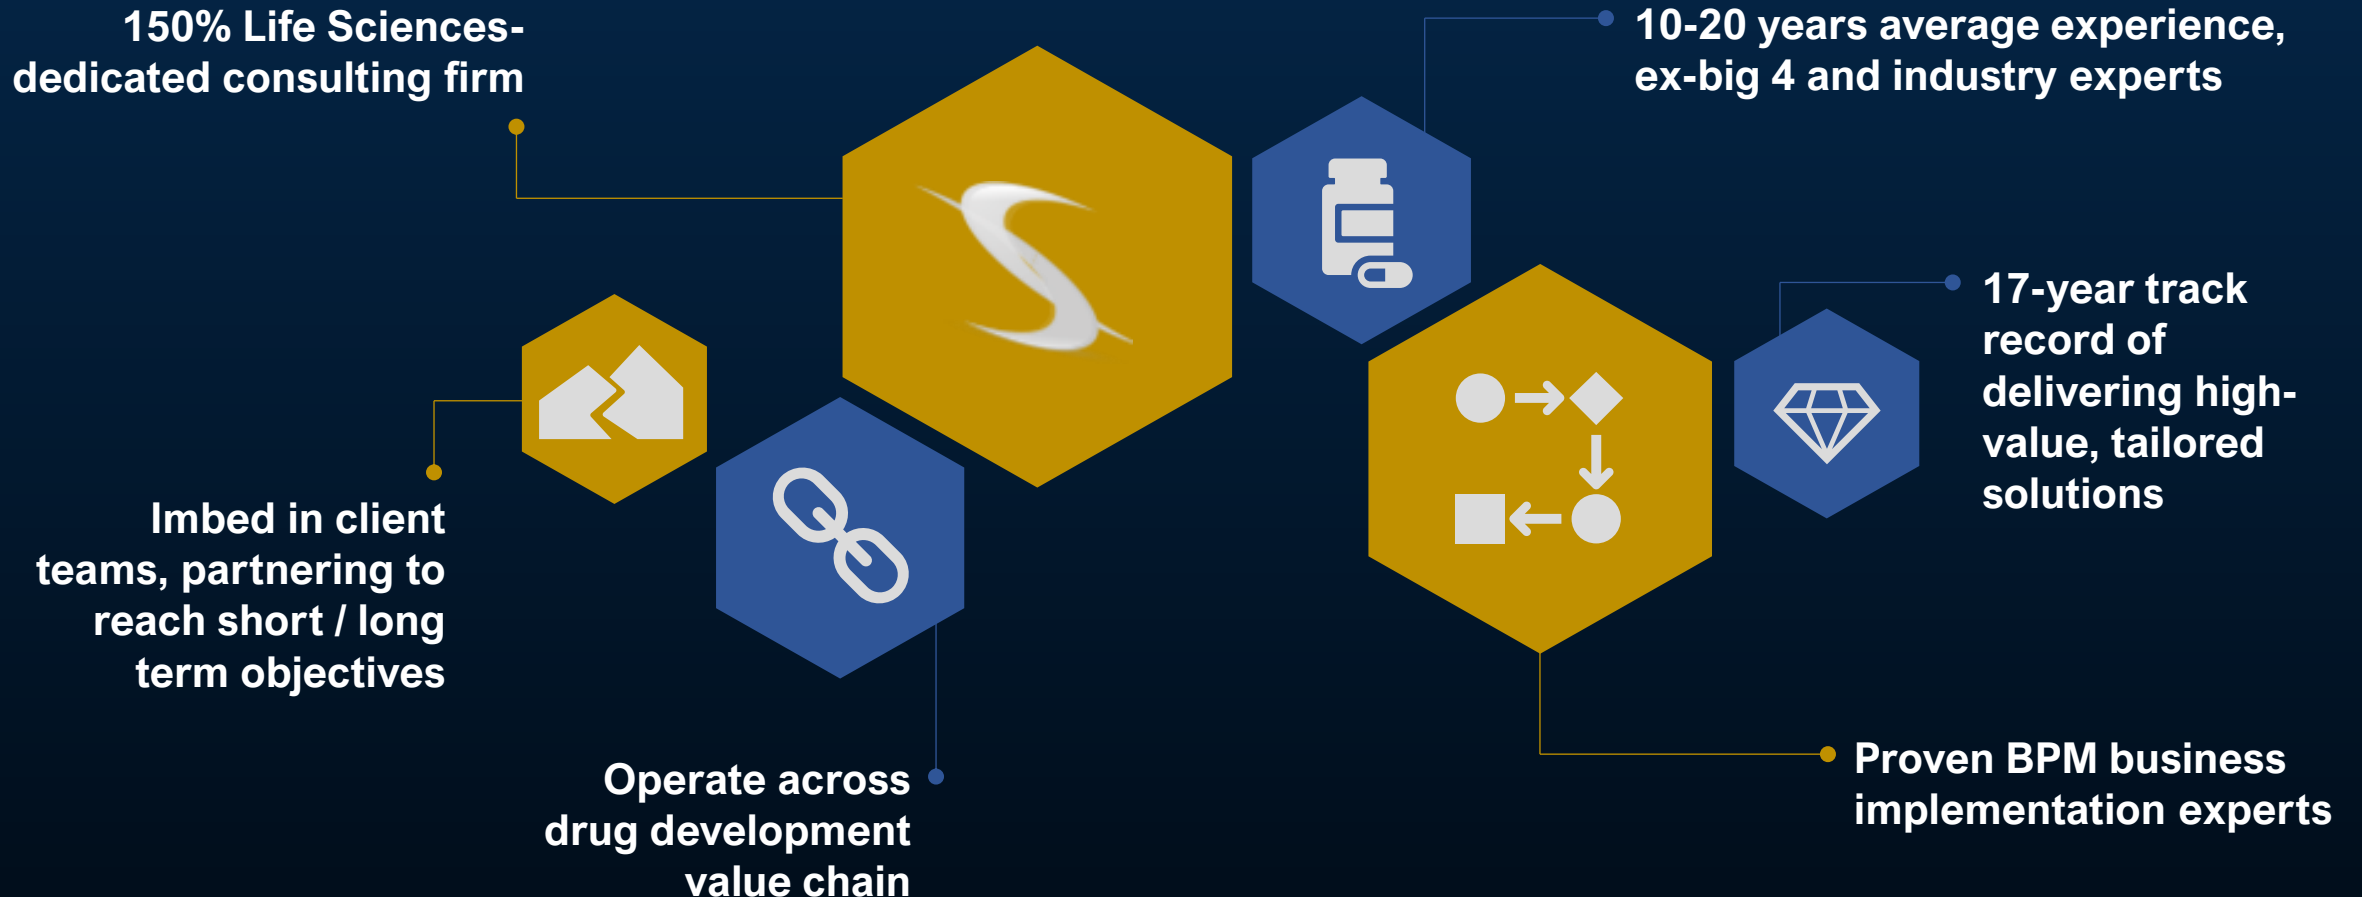 150% Life Sciences-
dedicated consulting firm
10-20 years average experience,
ex-big 4 and industry experts
17-year track
record of
delivering high-
value, tailored
solutions
Imbed in client
teams, partnering to
reach short / long
term objectives
Operate across
drug development
value chain
Proven BPM business
implementation experts